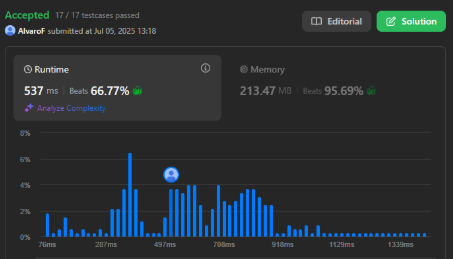 Accepted 17 / 17 testcases passed
AlvaroF submitted at Jul 05, 2025 13:18
Editorial
Solution
Runtime
537 ms | Beats 66.77%
Analyze Complexity
Memory
213.47 MB | Beats 95.69%
8%
6%
4%
2%
0%
76ms 287ms 497ms 708ms 918ms 1129ms 1339ms